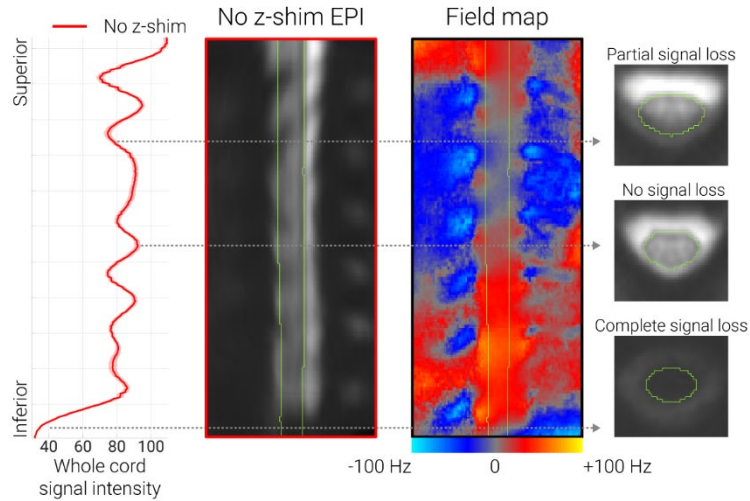 No z-shim
No z-shim EPI
Field map
Superior
Inferior
40 60 80 100
Whole cord
signal intensity
-100 Hz 0 +100 Hz
Partial signal loss
No signal loss
Complete signal loss